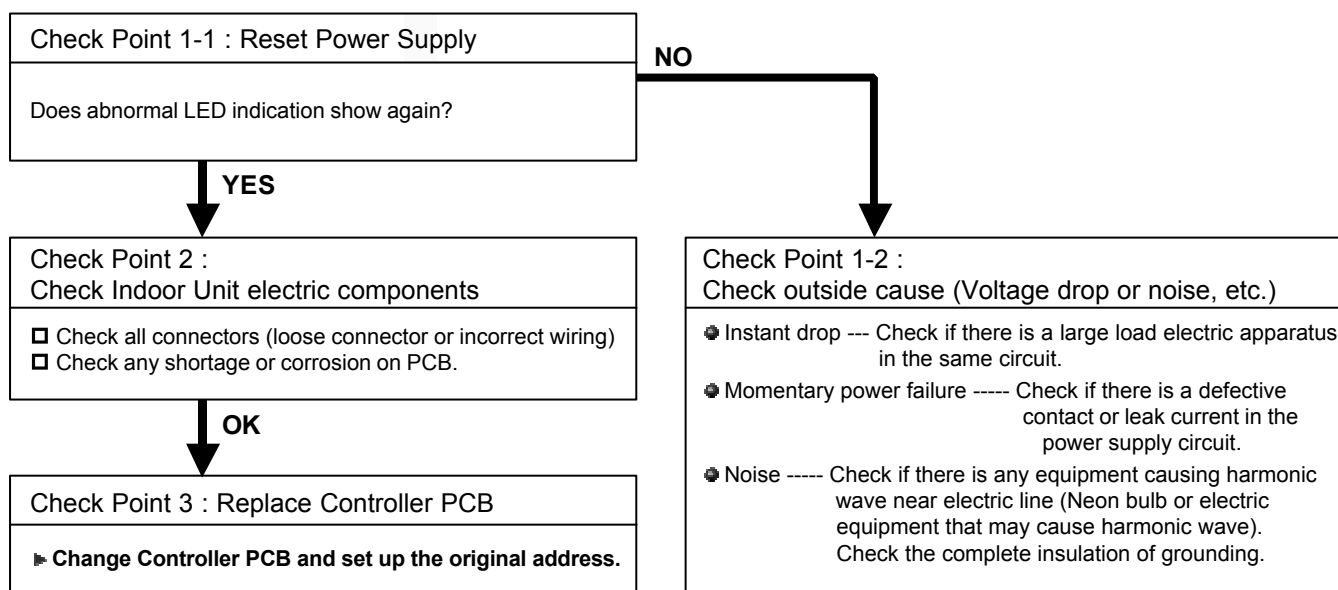 Check Point 1-1 : Reset Power Supply
Does abnormal LED indication show again?
NO
YES
Check Point 2 :
Check Indoor Unit electric components
Check all connectors (loose connector or incorrect wiring)
Check any shortage or corrosion on PCB.
OK
Check Point 3 : Replace Controller PCB
Change Controller PCB and set up the original address.
Check Point 1-2 :
Check outside cause (Voltage drop or noise, etc.)
Instant drop --- Check if there is a large load electric apparatus
in the same circuit.
Momentary power failure ----- Check if there is a defective
contact or leak current in the
power supply circuit.
Noise ----- Check if there is any equipment causing harmonic
wave near electric line (Neon bulb or electric
equipment that may cause harmonic wave).
Check the complete insulation of grounding.